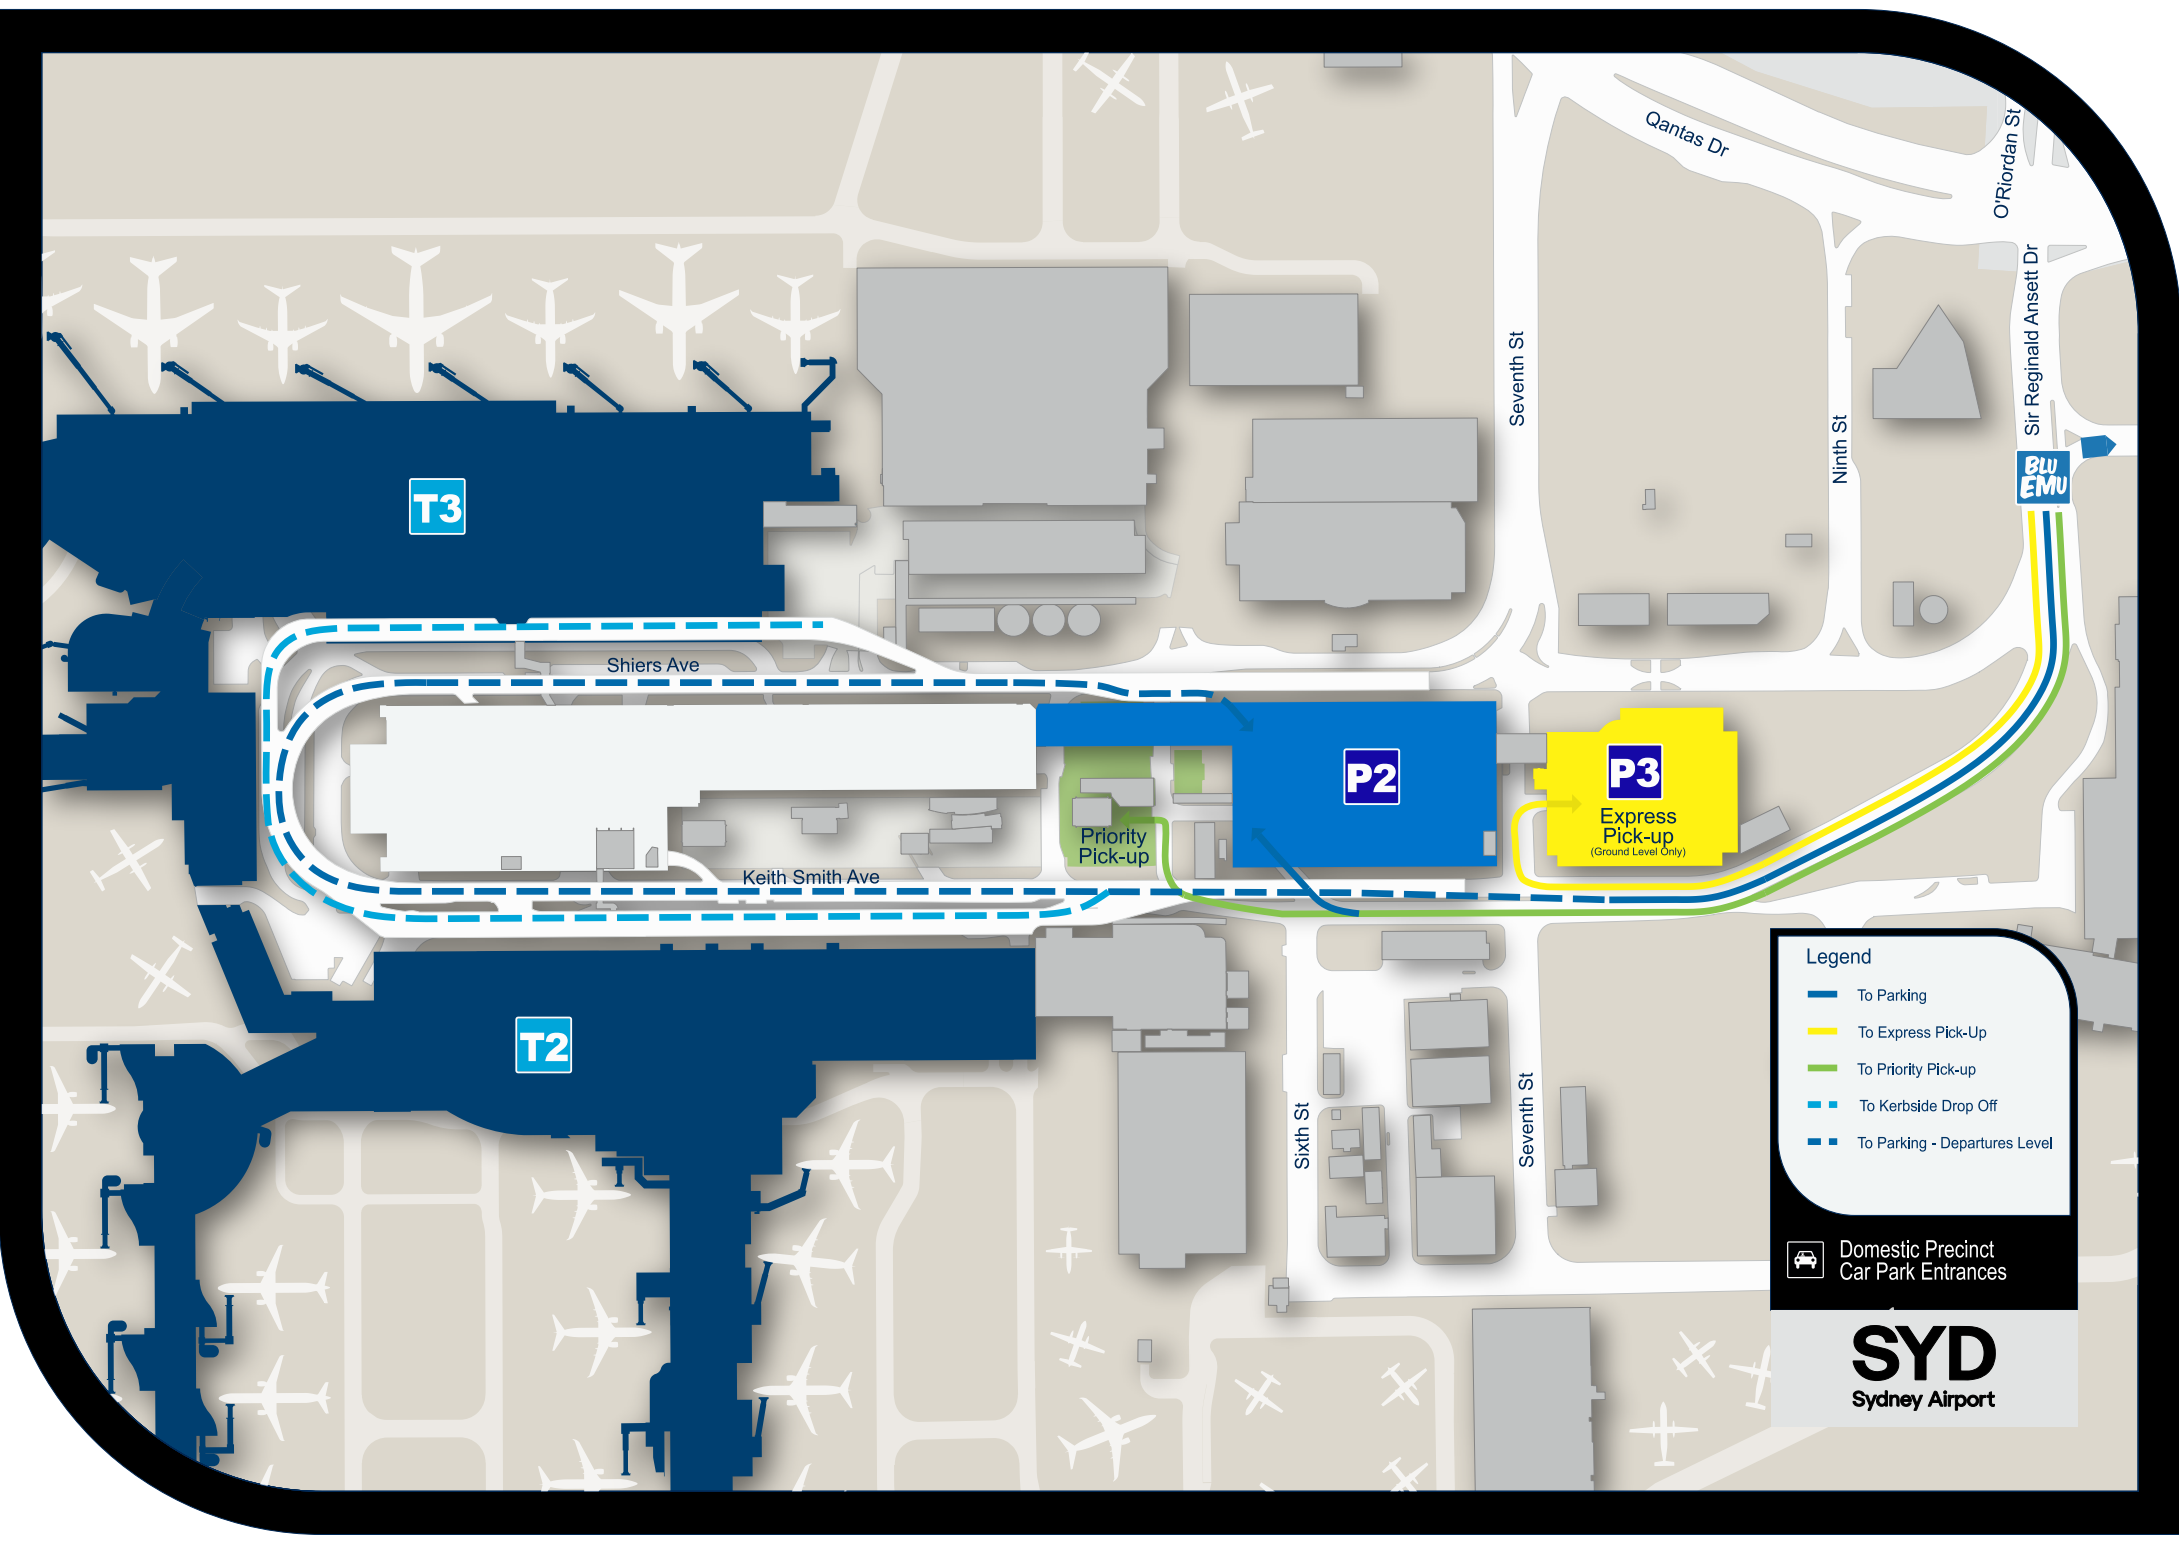 Qantas Dr
O'Riordan St
Sir Reginald Ansett Dr
Seventh St
Ninth St
BLU
EMU
T3
Shiers Ave
P2
P3
Express
Pick-up
(Ground Level Only)
Priority
Pick-up
Keith Smith Ave
T2
Sixth St
Seventh St
Legend
To Parking
To Express Pick-Up
To Priority Pick-up
To Kerbside Drop Off
To Parking - Departures Level
Domestic Precinct
Car Park Entrances
SYD
Sydney Airport